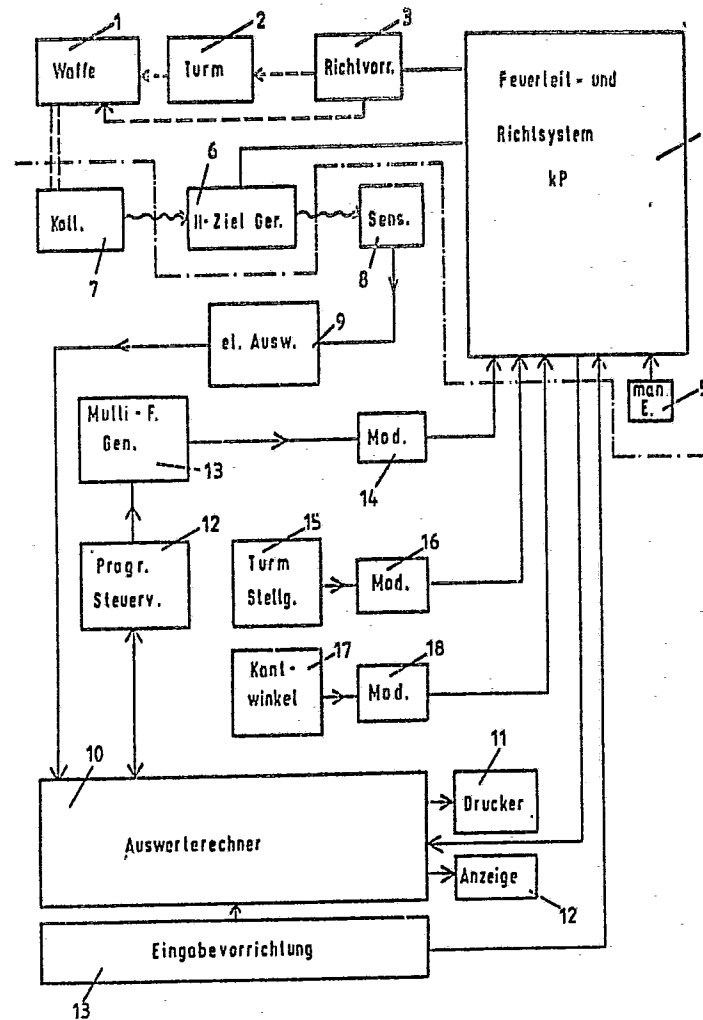 1
2
3
Waffe
Turm
Richtvorr.
Feuerleit- und
Richtsystem
kP
6
Koll.
H-Ziel Ger.
Sens.
7
8
9
el. Ausw.
man.
E.
Multi-F.
Gen.
13
Mod.
14
12
15
16
Progr.
Steuerv.
Turm
Stellg.
Mod.
17
18
Kant-
winkel
Mod.
10
11
Drucker
Auswerterechner
Anzeige
12
Eingabevorrichtung
13